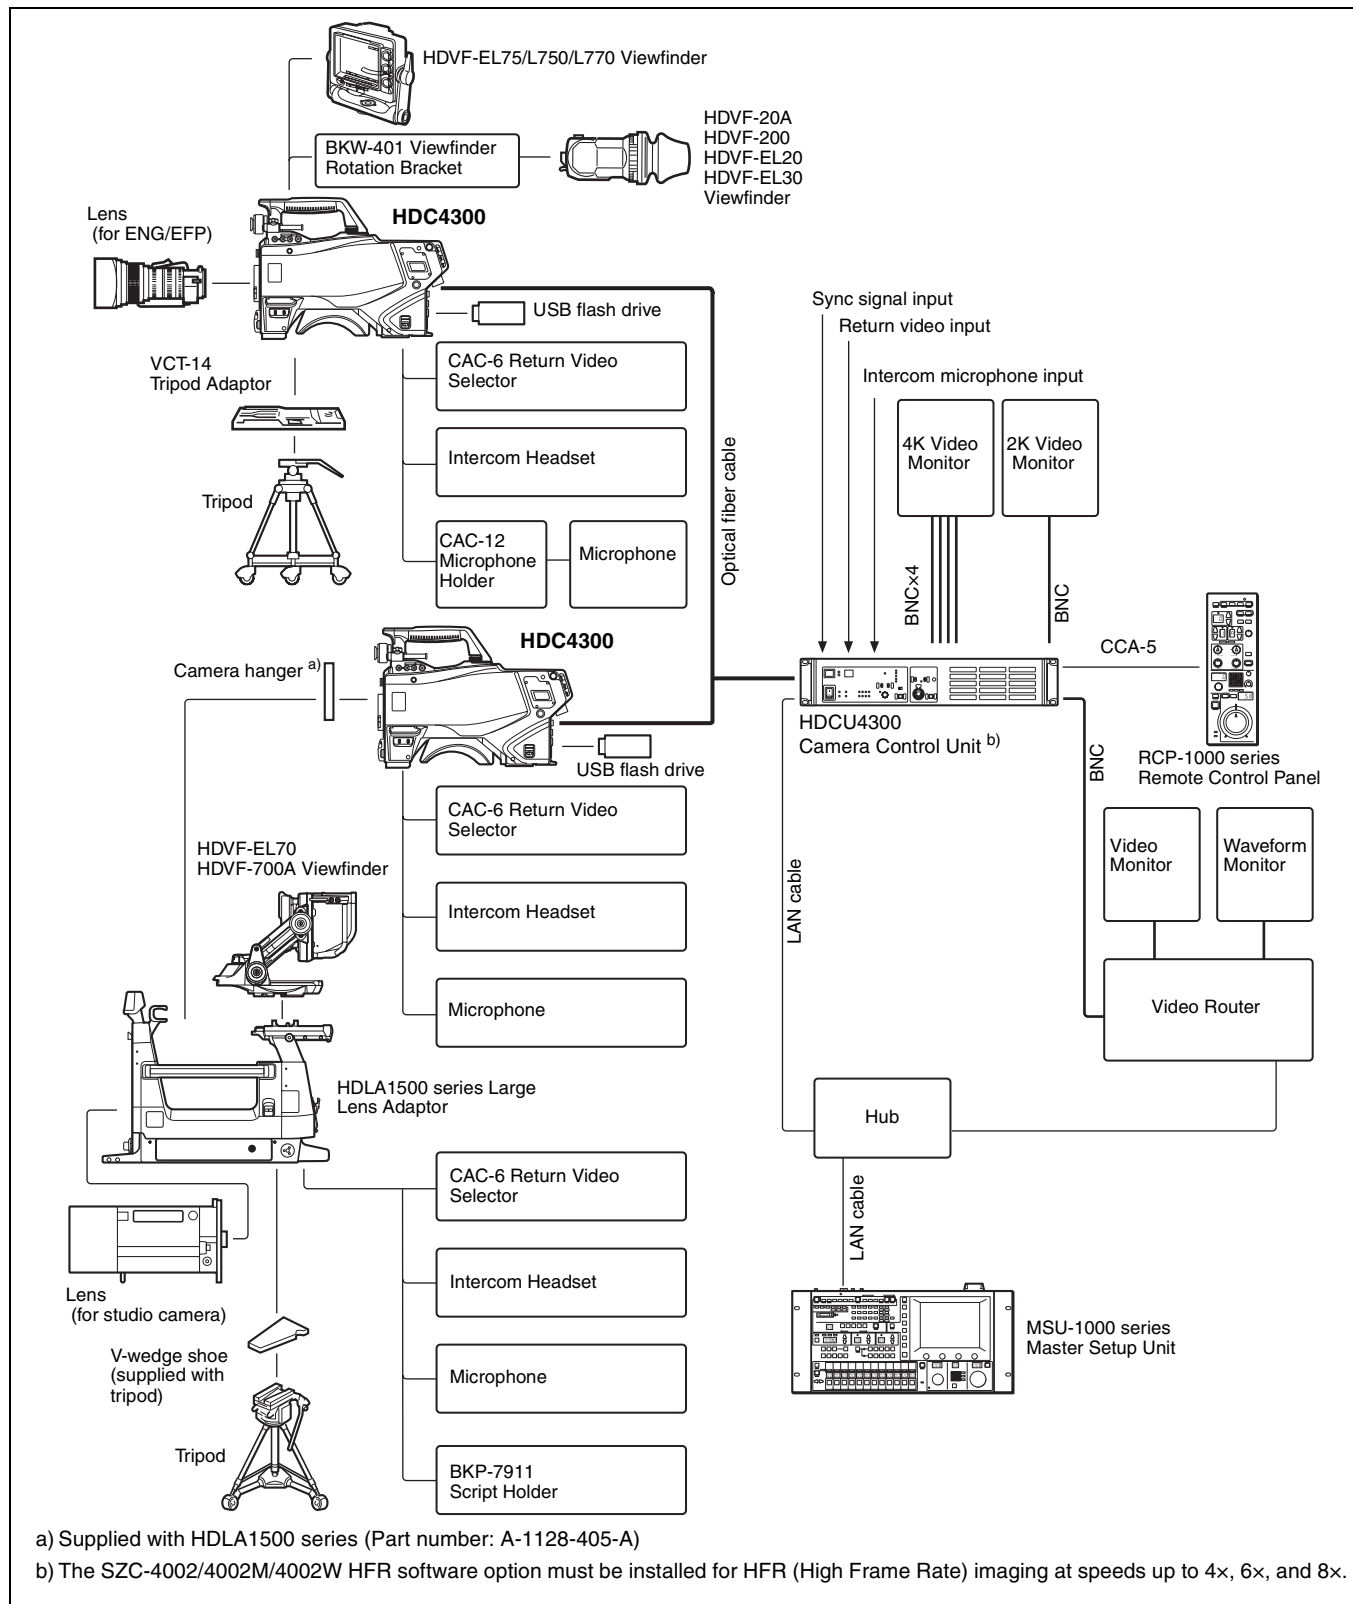 HDVF-EL75/L750/L770 Viewfinder
BKW-401 Viewfinder
Rotation Bracket
HDVF-20A
HDVF-200
HDVF-EL20
HDVF-EL30
Viewfinder
Lens
(for ENG/EFP)
HDC4300
USB flash drive
VCT-14
Tripod Adaptor
Tripod
CAC-6 Return Video
Selector
Intercom Headset
CAC-12
Microphone
Holder
Microphone
Optical fiber cable
Sync signal input
Return video input
Intercom microphone input
4K Video
Monitor
2K Video
Monitor
BNC×4
BNC
CCA-5
HDCU4300
Camera Control Unit b)
RCP-1000 series
Remote Control Panel
BNC
Video
Monitor
Waveform
Monitor
Video Router
LAN cable
Hub
LAN cable
MSU-1000 series
Master Setup Unit
HDC4300
Camera hanger a)
USB flash drive
CAC-6 Return Video
Selector
Intercom Headset
Microphone
HDVF-EL70
HDVF-700A Viewfinder
HDLA1500 series Large
Lens Adaptor
Lens
(for studio camera)
V-wedge shoe
(supplied with
tripod)
Tripod
CAC-6 Return Video
Selector
Intercom Headset
Microphone
BKP-7911
Script Holder
a) Supplied with HDLA1500 series (Part number: A-1128-405-A)
b) The SZC-4002/4002M/4002W HFR software option must be installed for HFR (High Frame Rate) imaging at speeds up to 4×, 6×, and 8×.